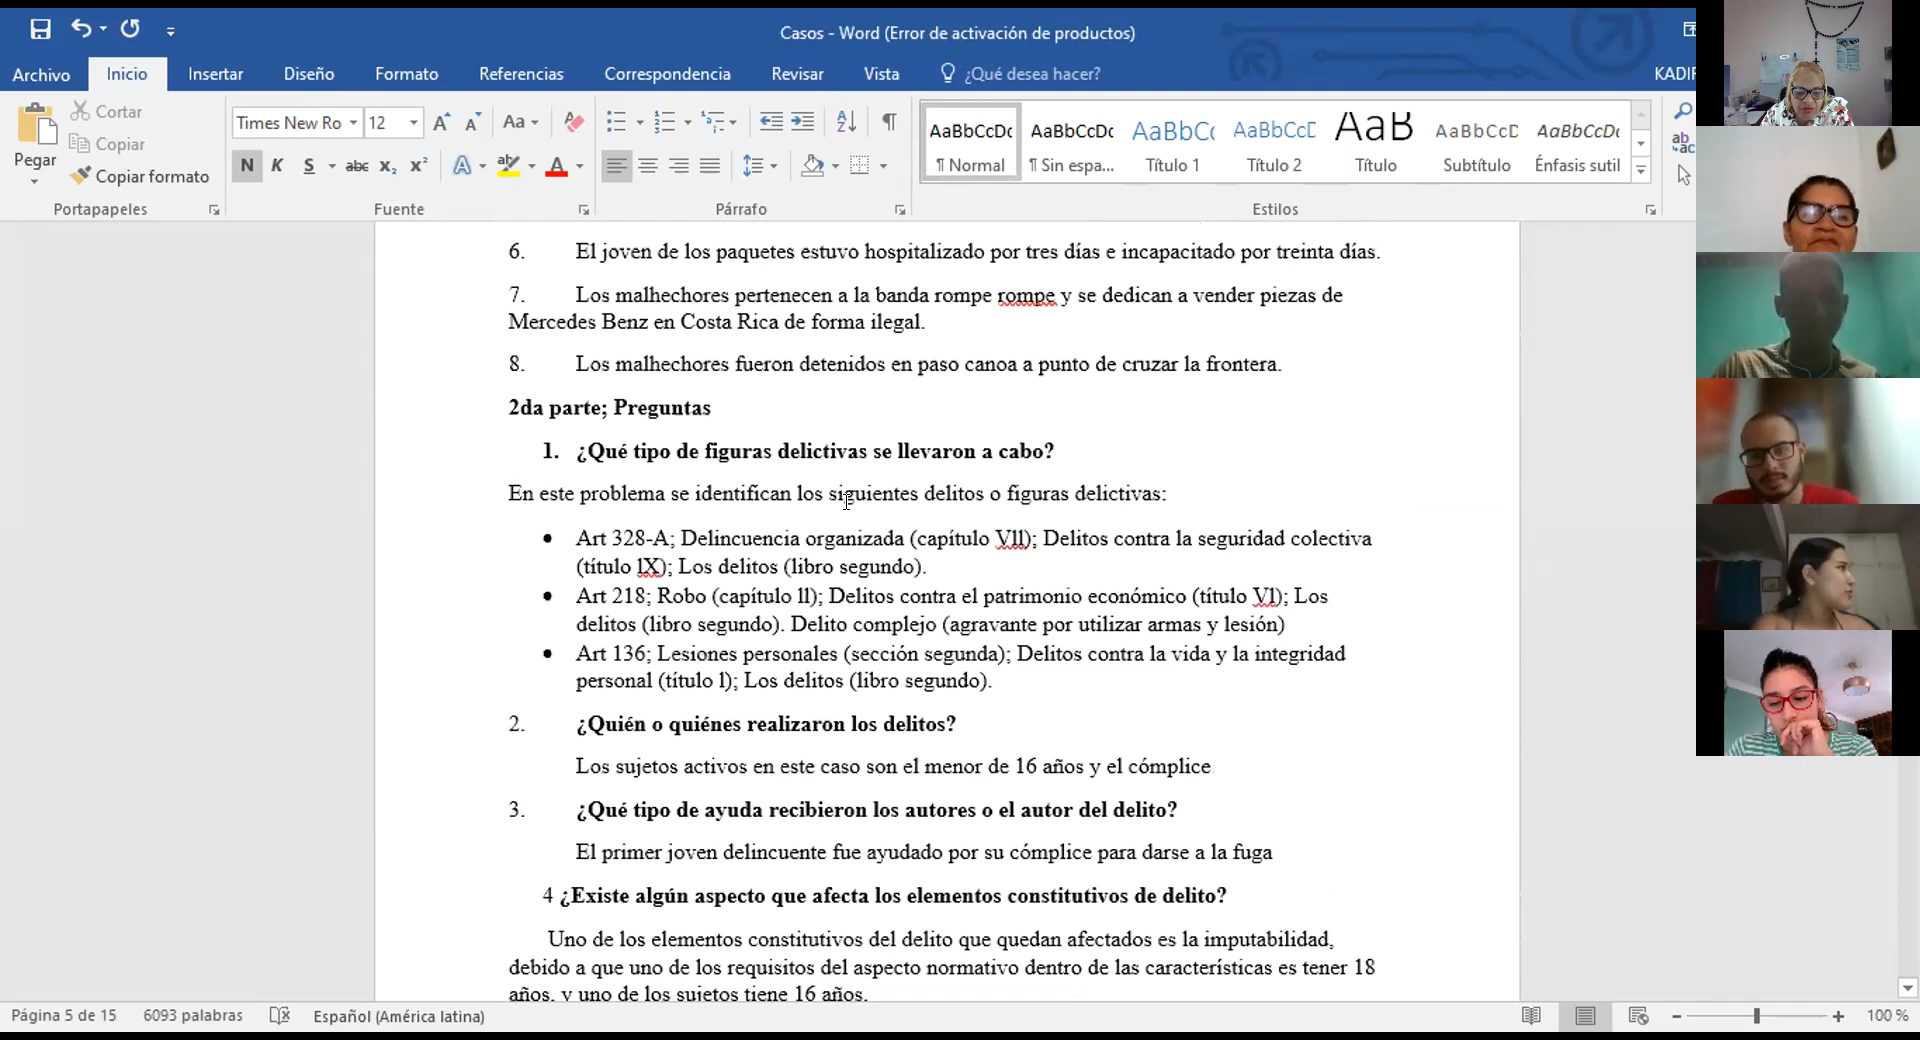 Casos - Word (Error de activación de productos)
Archivo Inicio Insertar Diseño Formato Referencias Correspondencia Revisar Vista ¿Qué desea hacer? KADIR
Pegar
Cortar
Copiar
Copiar formato
Portapapeles
Times New Ro 12
N K S abc x₂ x²
Fuente
Párrafo
AaBbCcDc AaBbCcDc AaBbC AaBbCcD AaB AaBbCcD AaBbCcDc
¶ Normal ¶ Sin espa... Título 1 Título 2 Título Subtítulo Énfasis sutil
Estilos
6. El joven de los paquetes estuvo hospitalizado por tres días e incapacitado por treinta días.
7. Los malhechores pertenecen a la banda rompe rompe y se dedican a vender piezas de
Mercedes Benz en Costa Rica de forma ilegal.
8. Los malhechores fueron detenidos en paso canoa a punto de cruzar la frontera.
2da parte; Preguntas
1. ¿Qué tipo de figuras delictivas se llevaron a cabo?
En este problema se identifican los siguientes delitos o figuras delictivas:
• Art 328-A; Delincuencia organizada (capítulo Vll); Delitos contra la seguridad colectiva
(título lX); Los delitos (libro segundo).
• Art 218; Robo (capítulo ll); Delitos contra el patrimonio económico (título Vl); Los
delitos (libro segundo). Delito complejo (agravante por utilizar armas y lesión)
• Art 136; Lesiones personales (sección segunda); Delitos contra la vida y la integridad
personal (título l); Los delitos (libro segundo).
2. ¿Quién o quiénes realizaron los delitos?
Los sujetos activos en este caso son el menor de 16 años y el cómplice
3. ¿Qué tipo de ayuda recibieron los autores o el autor del delito?
El primer joven delincuente fue ayudado por su cómplice para darse a la fuga
4 ¿Existe algún aspecto que afecta los elementos constitutivos de delito?
Uno de los elementos constitutivos del delito que quedan afectados es la imputabilidad,
debido a que uno de los requisitos del aspecto normativo dentro de las características es tener 18
años, y uno de los sujetos tiene 16 años.
Página 5 de 15 6093 palabras Español (América latina) 100 %